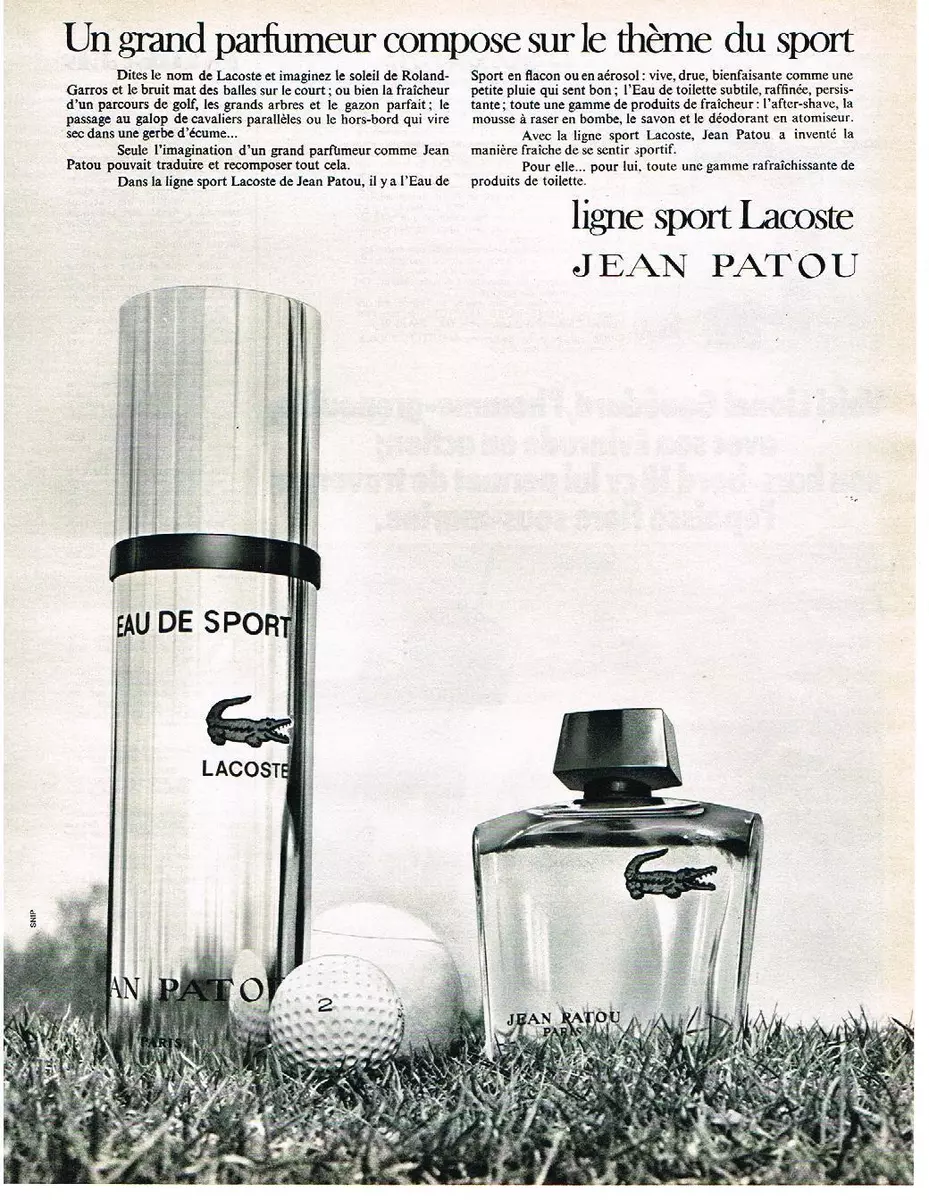 Un grand parfumeur compose sur le thème du sport
Dites le nom de Lacoste et imaginez le soleil de Roland-
Garros et le bruit mat des balles sur le court ; ou bien la fraîcheur
d'un parcours de golf, les grands arbres et le gazon parfait ; le
passage au galop de cavaliers parallèles ou le hors-bord qui vire
sec dans une gerbe d'écume...
Seule l'imagination d'un grand parfumeur comme Jean
Patou pouvait traduire et recomposer tout cela.
Dans la ligne sport Lacoste de Jean Patou, il y a l'Eau de
Sport en flacon ou en aérosol : vive, drue, bienfaisante comme une
petite pluie qui sent bon ; l'Eau de toilette subtile, raffinée, persis-
tante ; toute une gamme de produits de fraîcheur : l'after-shave, la
mousse à raser en bombe, le savon et le déodorant en atomiseur.
Avec la ligne sport Lacoste, Jean Patou a inventé la
manière fraîche de se sentir sportif.
Pour elle... pour lui, toute une gamme rafraîchissante de
produits de toilette.
ligne sport Lacoste
JEAN PATOU
EAU DE SPORT
LACOSTE
AN PATOU
PARIS
2
JEAN PATOU
PARIS
SNIP